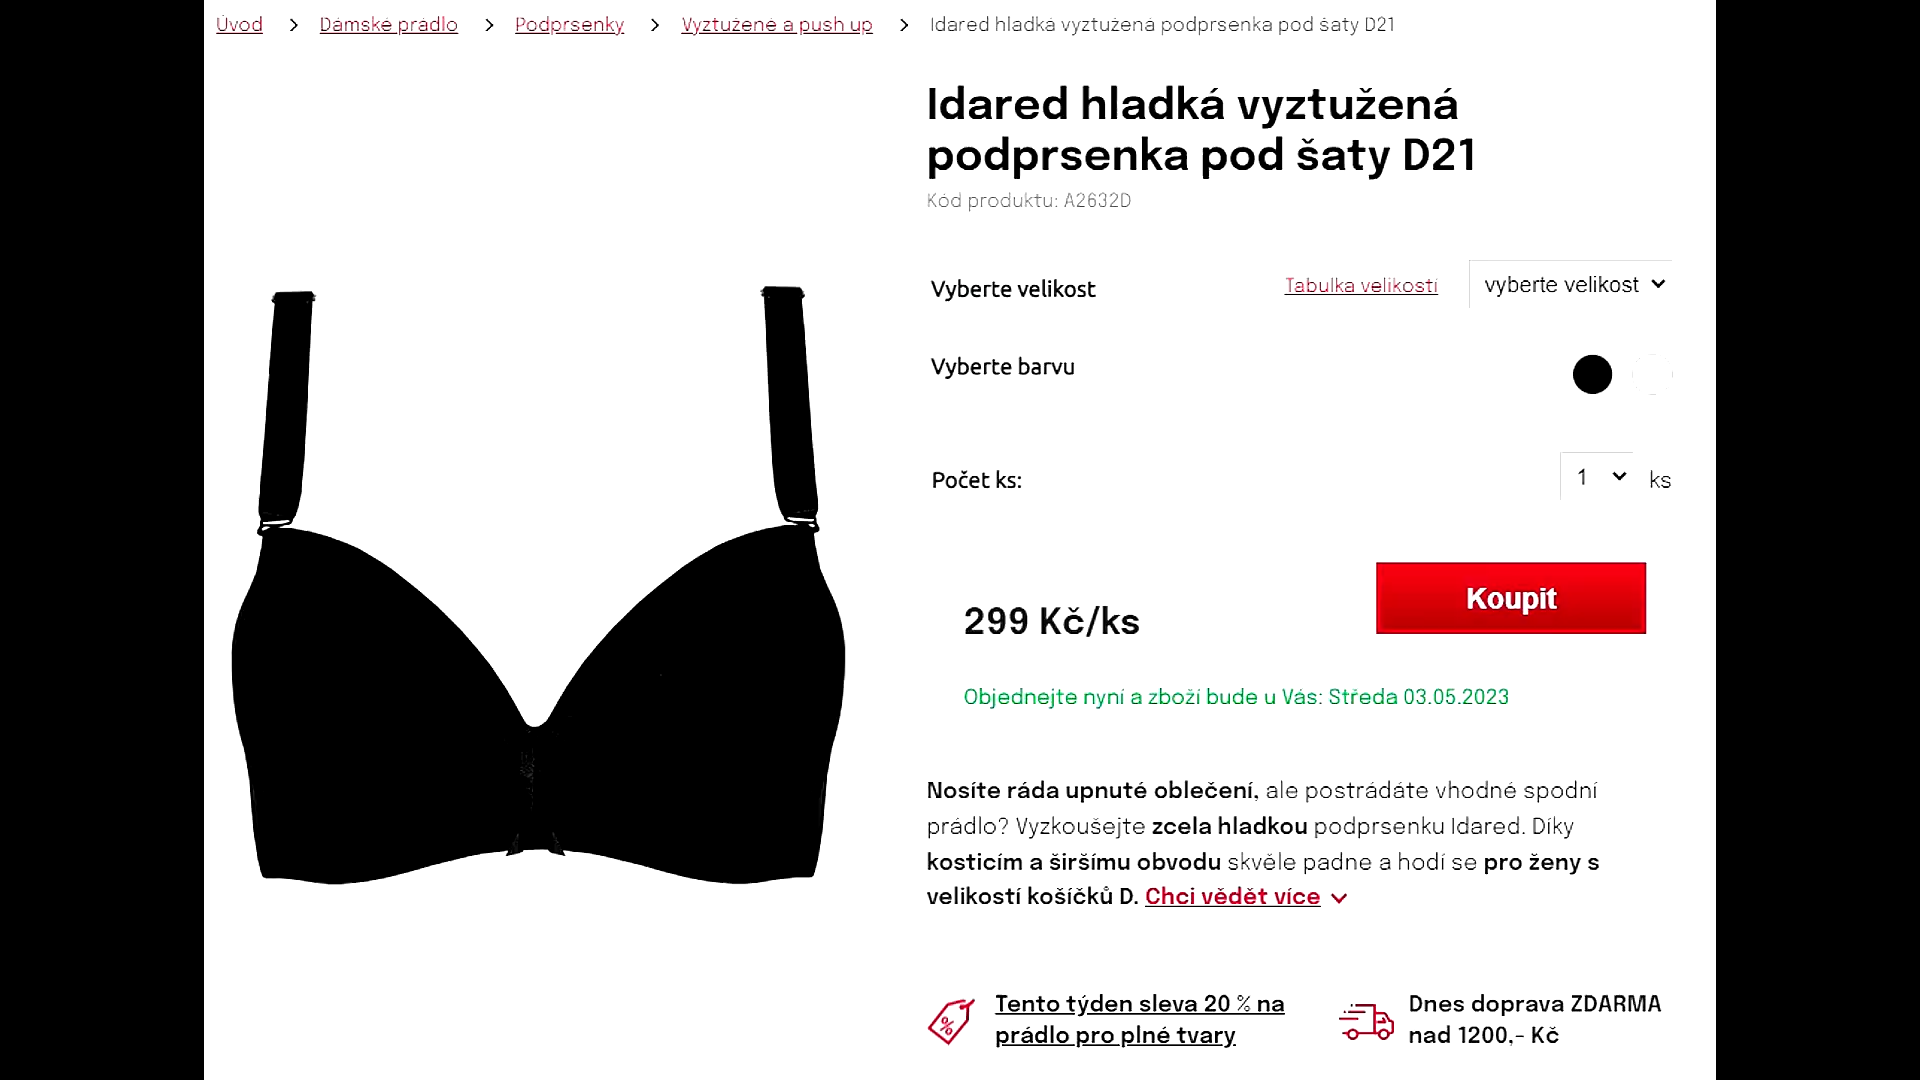 Úvod > Dámské prádlo > Podprsenky > Vyztužené a push up > Idared hladká vyztužená podprsenka pod šaty D21
Idared hladká vyztužená
podprsenka pod šaty D21
Kód produktu: A2632D
Vyberte velikost Tabulka velikostí vyberte velikost
Vyberte barvu
Počet ks: 1 ks
299 Kč/ks Koupit
Objednejte nyní a zboží bude u Vás: Středa 03.05.2023
Nosíte ráda upnuté oblečení, ale postrádáte vhodné spodní
prádlo? Vyzkoušejte zcela hladkou podprsenku Idared. Díky
kosticím a širšímu obvodu skvěle padne a hodí se pro ženy s
velikostí košíčků D. Chci vědět více
Tento týden sleva 20 % na
prádlo pro plné tvary
Dnes doprava ZDARMA
nad 1200,- Kč